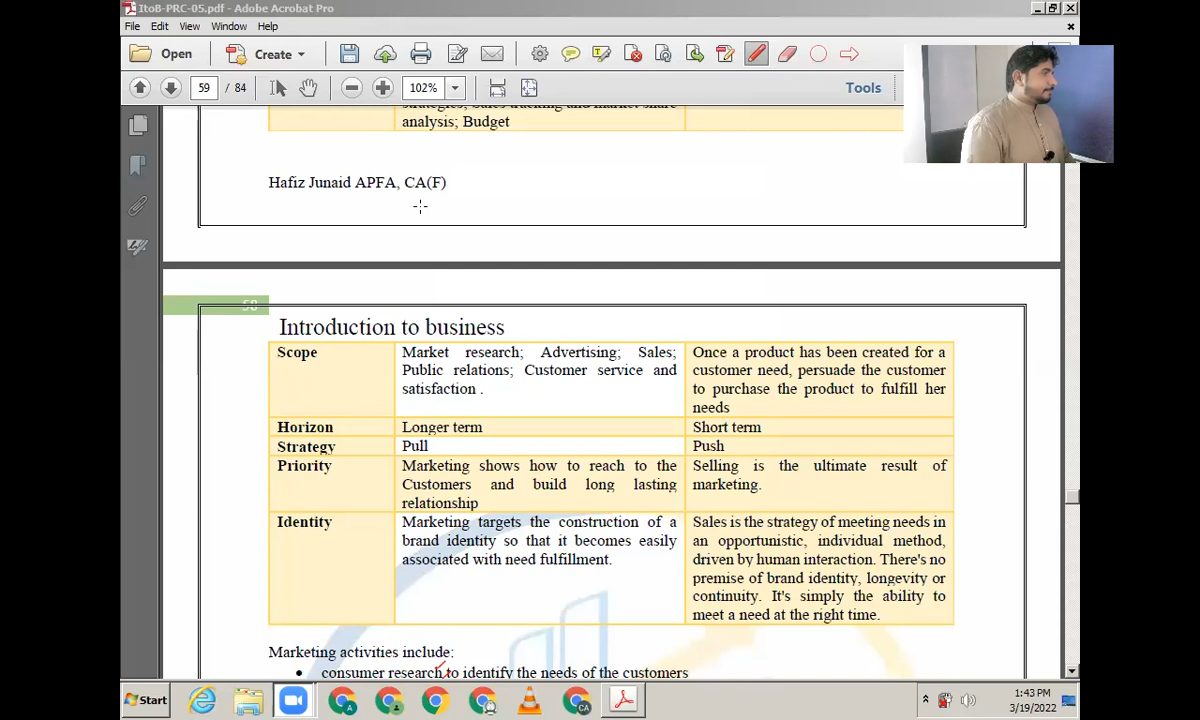 ItoB-PRC-05.pdf - Adobe Acrobat Pro
File Edit View Window Help
Open Create
59 / 84 102% Tools
strategies; Sales tracking and market share
analysis; Budget
Hafiz Junaid APFA, CA(F)
58
Introduction to business
Scope
Market research; Advertising; Sales;
Public relations; Customer service and
satisfaction .
Once a product has been created for a
customer need, persuade the customer
to purchase the product to fulfill her
needs
Horizon Longer term Short term
Strategy Pull Push
Priority
Marketing shows how to reach to the
Customers and build long lasting
relationship
Selling is the ultimate result of
marketing.
Identity
Marketing targets the construction of a
brand identity so that it becomes easily
associated with need fulfillment.
Sales is the strategy of meeting needs in
an opportunistic, individual method,
driven by human interaction. There's no
premise of brand identity, longevity or
continuity. It's simply the ability to
meet a need at the right time.
Marketing activities include:
• consumer research to identify the needs of the customers
Start
1:43 PM
3/19/2022